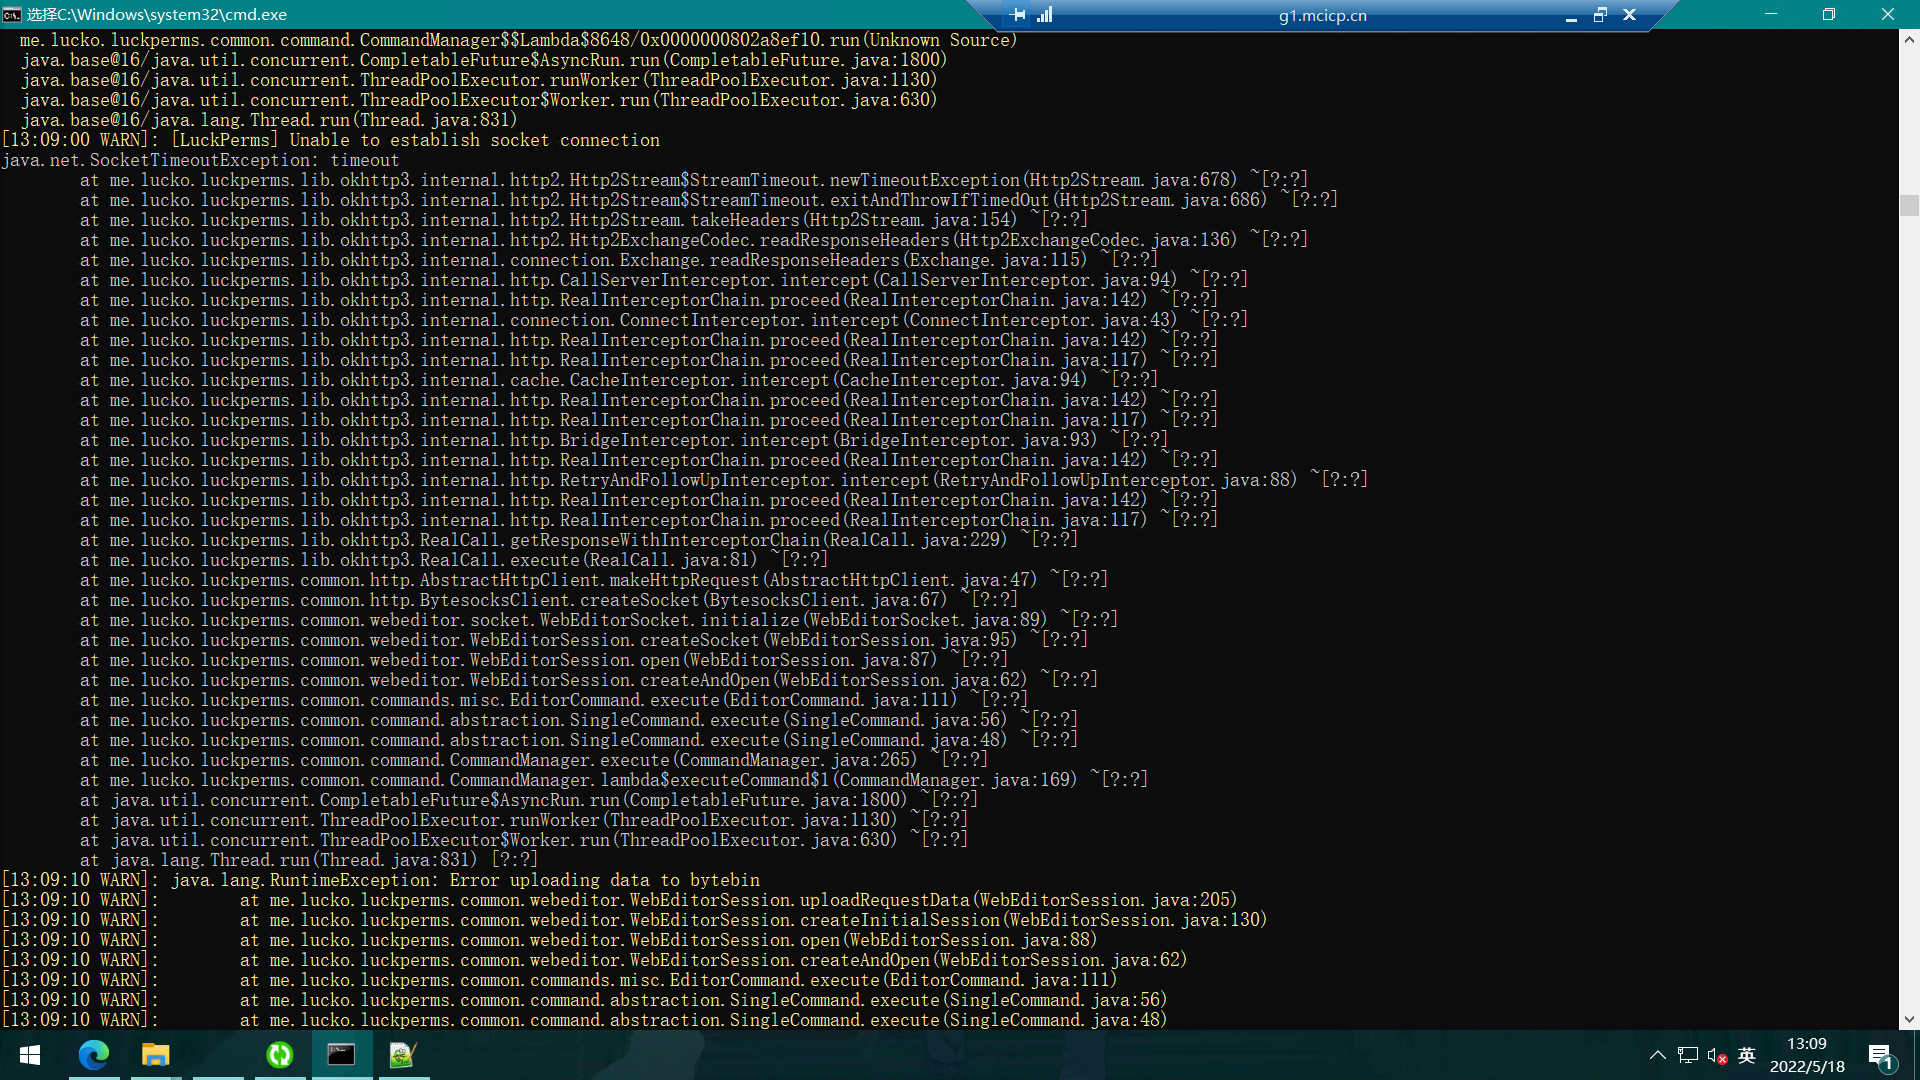 选择C:\Windows\system32\cmd.exe
g1.mcicp.cn
me.lucko.luckperms.common.command.CommandManager$$Lambda$8648/0x0000000802a8ef10.run(Unknown Source)
java.base@16/java.util.concurrent.CompletableFuture$AsyncRun.run(CompletableFuture.java:1800)
java.base@16/java.util.concurrent.ThreadPoolExecutor.runWorker(ThreadPoolExecutor.java:1130)
java.base@16/java.util.concurrent.ThreadPoolExecutor$Worker.run(ThreadPoolExecutor.java:630)
java.base@16/java.lang.Thread.run(Thread.java:831)
[13:09:00 WARN]: [LuckPerms] Unable to establish socket connection
java.net.SocketTimeoutException: timeout
at me.lucko.luckperms.lib.okhttp3.internal.http2.Http2Stream$StreamTimeout.newTimeoutException(Http2Stream.java:678) ~[?:?]
at me.lucko.luckperms.lib.okhttp3.internal.http2.Http2Stream$StreamTimeout.exitAndThrowIfTimedOut(Http2Stream.java:686) ~[?:?]
at me.lucko.luckperms.lib.okhttp3.internal.http2.Http2Stream.takeHeaders(Http2Stream.java:154) ~[?:?]
at me.lucko.luckperms.lib.okhttp3.internal.http2.Http2ExchangeCodec.readResponseHeaders(Http2ExchangeCodec.java:136) ~[?:?]
at me.lucko.luckperms.lib.okhttp3.internal.connection.Exchange.readResponseHeaders(Exchange.java:115) ~[?:?]
at me.lucko.luckperms.lib.okhttp3.internal.http.CallServerInterceptor.intercept(CallServerInterceptor.java:94) ~[?:?]
at me.lucko.luckperms.lib.okhttp3.internal.http.RealInterceptorChain.proceed(RealInterceptorChain.java:142) ~[?:?]
at me.lucko.luckperms.lib.okhttp3.internal.connection.ConnectInterceptor.intercept(ConnectInterceptor.java:43) ~[?:?]
at me.lucko.luckperms.lib.okhttp3.internal.http.RealInterceptorChain.proceed(RealInterceptorChain.java:142) ~[?:?]
at me.lucko.luckperms.lib.okhttp3.internal.http.RealInterceptorChain.proceed(RealInterceptorChain.java:117) ~[?:?]
at me.lucko.luckperms.lib.okhttp3.internal.cache.CacheInterceptor.intercept(CacheInterceptor.java:94) ~[?:?]
at me.lucko.luckperms.lib.okhttp3.internal.http.RealInterceptorChain.proceed(RealInterceptorChain.java:142) ~[?:?]
at me.lucko.luckperms.lib.okhttp3.internal.http.RealInterceptorChain.proceed(RealInterceptorChain.java:117) ~[?:?]
at me.lucko.luckperms.lib.okhttp3.internal.http.BridgeInterceptor.intercept(BridgeInterceptor.java:93) ~[?:?]
at me.lucko.luckperms.lib.okhttp3.internal.http.RealInterceptorChain.proceed(RealInterceptorChain.java:142) ~[?:?]
at me.lucko.luckperms.lib.okhttp3.internal.http.RetryAndFollowUpInterceptor.intercept(RetryAndFollowUpInterceptor.java:88) ~[?:?]
at me.lucko.luckperms.lib.okhttp3.internal.http.RealInterceptorChain.proceed(RealInterceptorChain.java:142) ~[?:?]
at me.lucko.luckperms.lib.okhttp3.internal.http.RealInterceptorChain.proceed(RealInterceptorChain.java:117) ~[?:?]
at me.lucko.luckperms.lib.okhttp3.RealCall.getResponseWithInterceptorChain(RealCall.java:229) ~[?:?]
at me.lucko.luckperms.lib.okhttp3.RealCall.execute(RealCall.java:81) ~[?:?]
at me.lucko.luckperms.common.http.AbstractHttpClient.makeHttpRequest(AbstractHttpClient.java:47) ~[?:?]
at me.lucko.luckperms.common.http.BytesocksClient.createSocket(BytesocksClient.java:67) ~[?:?]
at me.lucko.luckperms.common.webeditor.socket.WebEditorSocket.initialize(WebEditorSocket.java:89) ~[?:?]
at me.lucko.luckperms.common.webeditor.WebEditorSession.createSocket(WebEditorSession.java:95) ~[?:?]
at me.lucko.luckperms.common.webeditor.WebEditorSession.open(WebEditorSession.java:87) ~[?:?]
at me.lucko.luckperms.common.webeditor.WebEditorSession.createAndOpen(WebEditorSession.java:62) ~[?:?]
at me.lucko.luckperms.common.commands.misc.EditorCommand.execute(EditorCommand.java:111) ~[?:?]
at me.lucko.luckperms.common.command.abstraction.SingleCommand.execute(SingleCommand.java:56) ~[?:?]
at me.lucko.luckperms.common.command.abstraction.SingleCommand.execute(SingleCommand.java:48) ~[?:?]
at me.lucko.luckperms.common.command.CommandManager.execute(CommandManager.java:265) ~[?:?]
at me.lucko.luckperms.common.command.CommandManager.lambda$executeCommand$1(CommandManager.java:169) ~[?:?]
at java.util.concurrent.CompletableFuture$AsyncRun.run(CompletableFuture.java:1800) ~[?:?]
at java.util.concurrent.ThreadPoolExecutor.runWorker(ThreadPoolExecutor.java:1130) ~[?:?]
at java.util.concurrent.ThreadPoolExecutor$Worker.run(ThreadPoolExecutor.java:630) ~[?:?]
at java.lang.Thread.run(Thread.java:831) [?:?]
[13:09:10 WARN]: java.lang.RuntimeException: Error uploading data to bytebin
[13:09:10 WARN]: at me.lucko.luckperms.common.webeditor.WebEditorSession.uploadRequestData(WebEditorSession.java:205)
[13:09:10 WARN]: at me.lucko.luckperms.common.webeditor.WebEditorSession.createInitialSession(WebEditorSession.java:130)
[13:09:10 WARN]: at me.lucko.luckperms.common.webeditor.WebEditorSession.open(WebEditorSession.java:88)
[13:09:10 WARN]: at me.lucko.luckperms.common.webeditor.WebEditorSession.createAndOpen(WebEditorSession.java:62)
[13:09:10 WARN]: at me.lucko.luckperms.common.commands.misc.EditorCommand.execute(EditorCommand.java:111)
[13:09:10 WARN]: at me.lucko.luckperms.common.command.abstraction.SingleCommand.execute(SingleCommand.java:56)
[13:09:10 WARN]: at me.lucko.luckperms.common.command.abstraction.SingleCommand.execute(SingleCommand.java:48)
英
13:09
2022/5/18
1